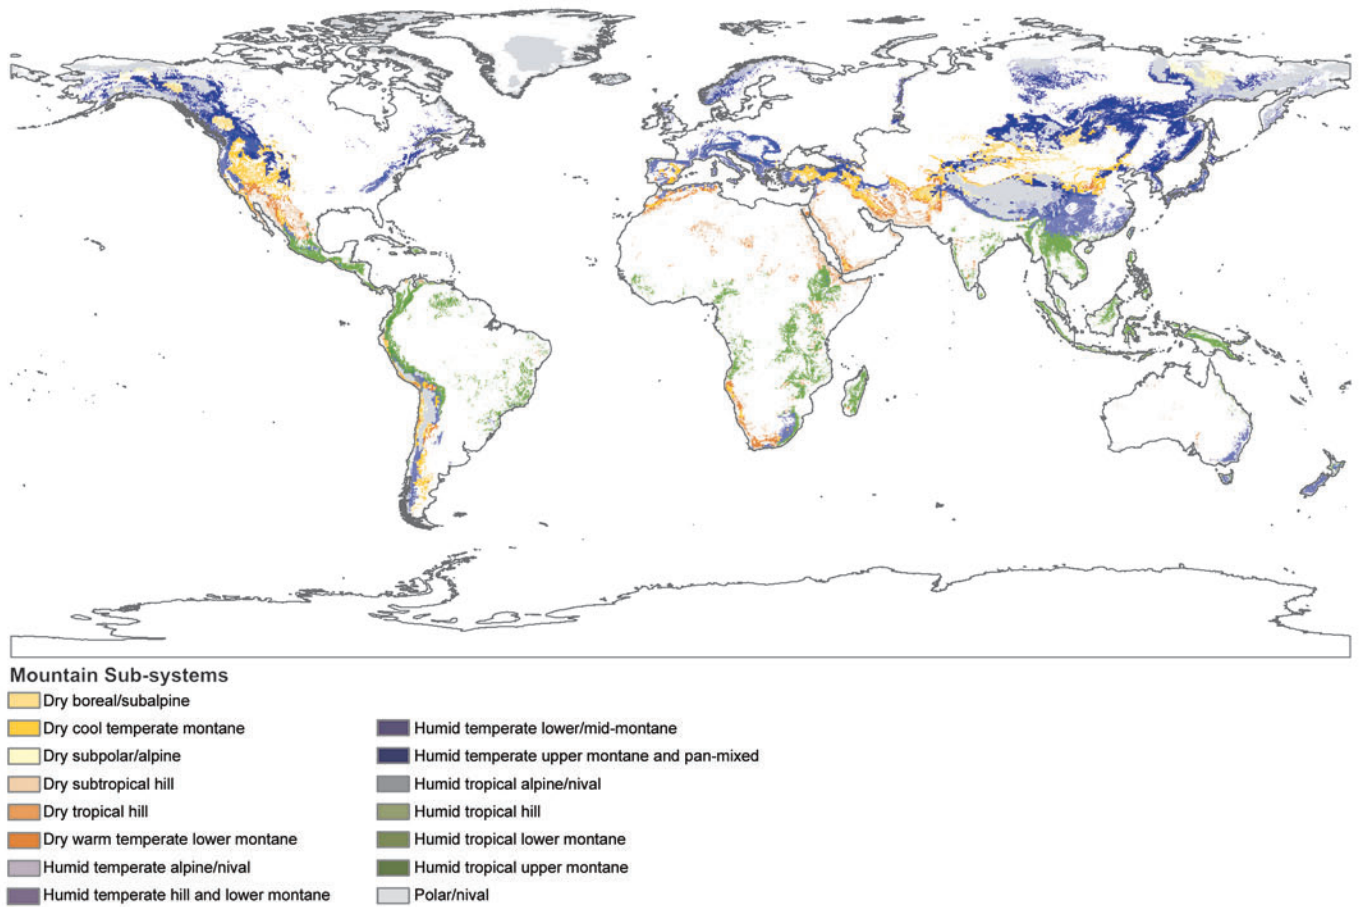 Mountain Sub-systems
Dry boreal/subalpine
Dry cool temperate montane
Dry subpolar/alpine
Dry subtropical hill
Dry tropical hill
Dry warm temperate lower montane
Humid temperate alpine/nival
Humid temperate hill and lower montane
Humid temperate lower/mid-montane
Humid temperate upper montane and pan-mixed
Humid tropical alpine/nival
Humid tropical hill
Humid tropical lower montane
Humid tropical upper montane
Polar/nival